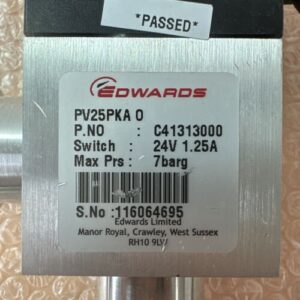 *PASSED*
EDWARDS
PV25PKA O
P.NO : C41313000
Switch : 24V 1.25A
Max Prs : 7barg
S.No :116064695
Edwards Limited
Manor Royal, Crawley, West Sussex
RH10 9LW